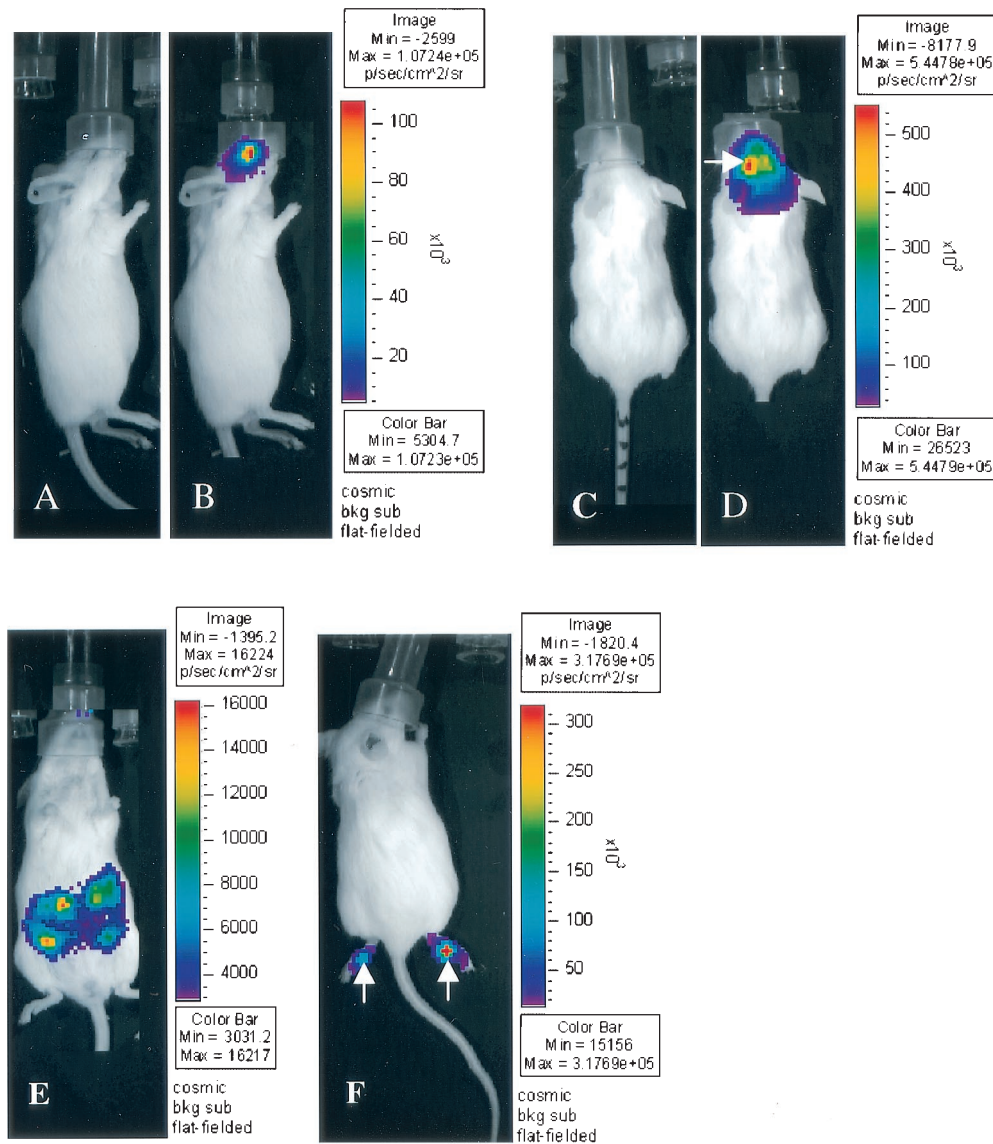 Image
Min = -2599
Max = 1.0724e+05
p/sec/cm^2/sr
100
80
60
40
20
x10³
Color Bar
Min = 5304.7
Max = 1.0723e+05
cosmic
bkg sub
flat-fielded
A
B
Image
Min = -8177.9
Max = 5.4478e+05
p/sec/cm^2/sr
500
400
300
200
100
x10³
Color Bar
Min = 26523
Max = 5.4479e+05
cosmic
bkg sub
flat-fielded
C
D
Image
Min = -1395.2
Max = 16224
p/sec/cm^2/sr
16000
14000
12000
10000
8000
6000
4000
Color Bar
Min = 3031.2
Max = 16217
cosmic
bkg sub
flat-fielded
E
Image
Min = -1820.4
Max = 3.1769e+05
p/sec/cm^2/sr
300
250
200
150
100
50
x10³
Color Bar
Min = 15156
Max = 3.1769e+05
cosmic
bkg sub
flat-fielded
F